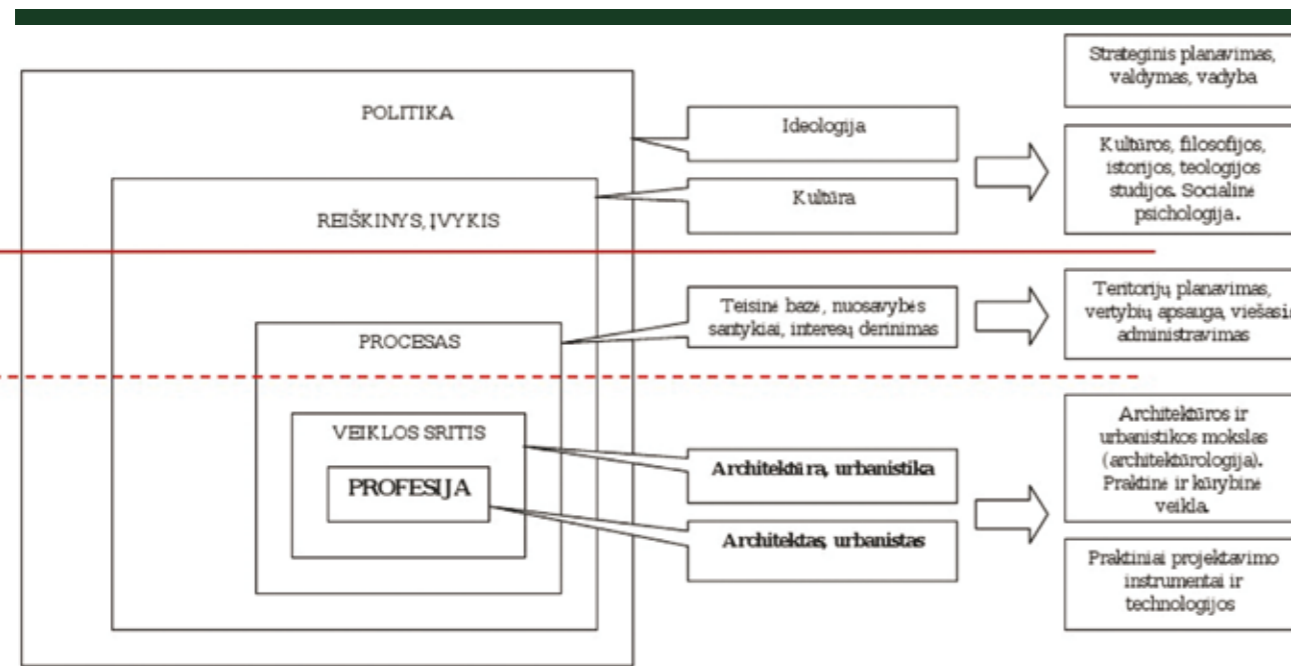 POLITIKA
REIŠKINYS, ĮVYKIS
PROCESAS
VEIKLOS SRITIS
PROFESIJA
Ideologija
Kultūra
Teisinė bazė, nuosavybės
santykiai, interesų derinimas
Architektūra, urbanistika
Architektas, urbanistas
Strateginis planavimas,
valdymas, vadyba
Kultūros, filosofijos,
istorijos, teologijos
studijos. Socialinė
psichologija.
Teritorijų planavimas,
vertybių apsauga, viešasis
administravimas
Architektūros ir
urbanistikos mokslas
(architektūrologija).
Praktinė ir kūrybinė
veikla.
Praktiniai projektavimo
instrumentai ir
technologijos